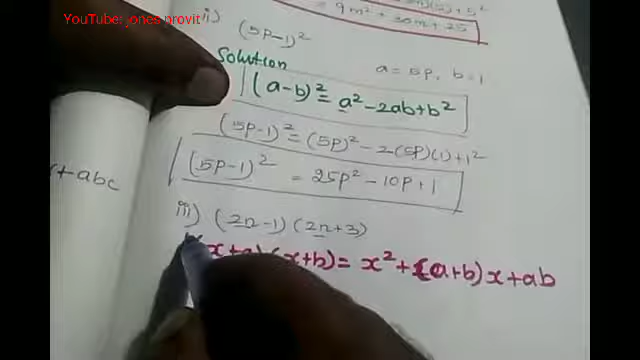 YouTube: jones provit
9m² + 30m + 25
ii)
(5P-1)²
Solution
a = 5P, b = 1
(a-b)² = a² - 2ab + b²
(5P-1)² = (5P)² - 2(5P)(1) + 1²
(5P-1)² = 25P² - 10P + 1
x + abc
iii) (2n-1) (2n+3)
(x+b) = x² + (a+b)x + ab